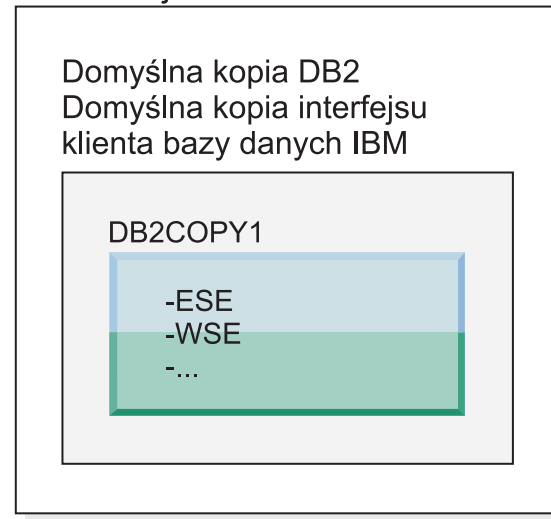 Domyślna kopia DB2
Domyślna kopia interfejsu
klienta bazy danych IBM
DB2COPY1
-ESE
-WSE
-...